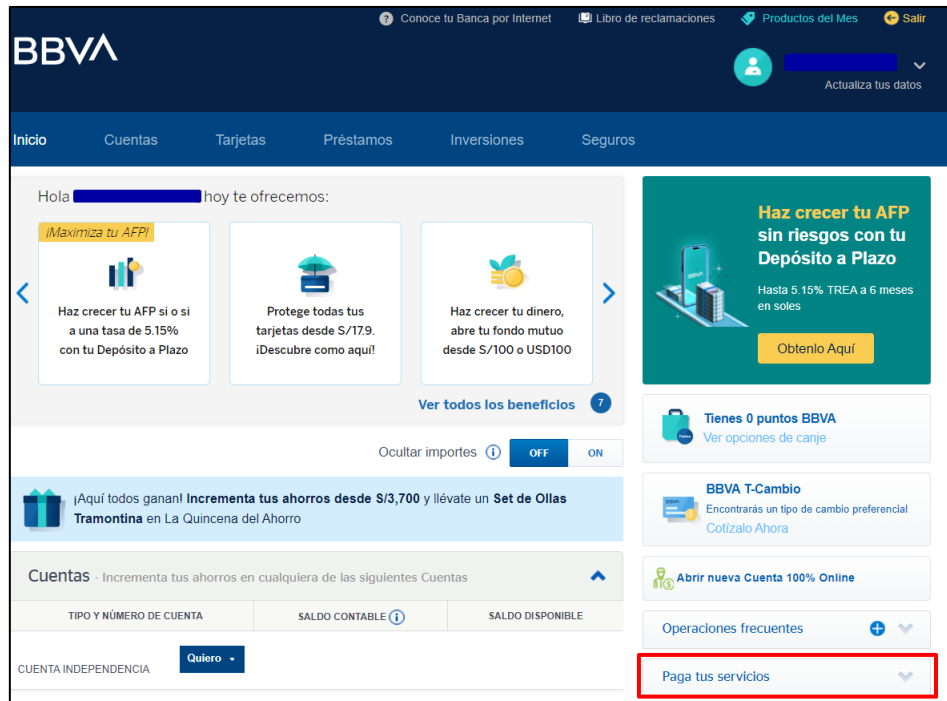 Conoce tu Banca por Internet
Libro de reclamaciones
Productos del Mes
Salir
BBVA
Actualiza tus datos
Inicio
Cuentas
Tarjetas
Préstamos
Inversiones
Seguros
Hola hoy te ofrecemos:
¡Maximiza tu AFP!
Haz crecer tu AFP si o si
a una tasa de 5.15%
con tu Depósito a Plazo
Protege todas tus
tarjetas desde S/17.9.
¡Descubre como aquí!
Haz crecer tu dinero,
abre tu fondo mutuo
desde S/100 o USD100
Ver todos los beneficios 7
Ocultar importes OFF ON
¡Aquí todos ganan! Incrementa tus ahorros desde S/3,700 y llévate un Set de Ollas
Tramontina en La Quincena del Ahorro
Cuentas - Incrementa tus ahorros en cualquiera de las siguientes Cuentas
TIPO Y NÚMERO DE CUENTA
SALDO CONTABLE
SALDO DISPONIBLE
CUENTA INDEPENDENCIA
Quiero
Haz crecer tu AFP
sin riesgos con tu
Depósito a Plazo
Hasta 5.15% TREA a 6 meses
en soles
Obtenlo Aquí
Tienes 0 puntos BBVA
Ver opciones de canje
BBVA T-Cambio
Encontrarás un tipo de cambio preferencial
Cotízalo Ahora
Abrir nueva Cuenta 100% Online
Operaciones frecuentes
Paga tus servicios